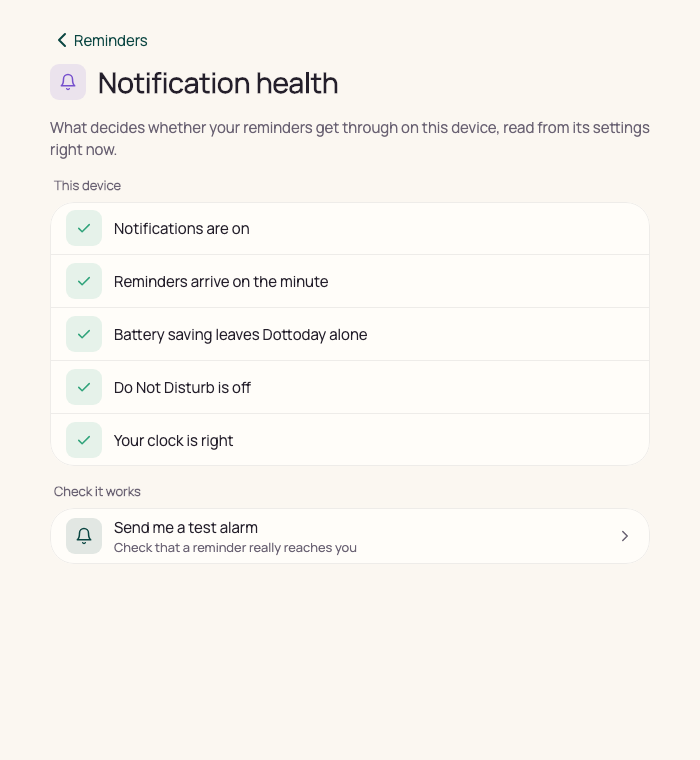 Reminders
Notification health
What decides whether your reminders get through on this device, read from its settings
right now.
This device
Notifications are on
Reminders arrive on the minute
Battery saving leaves Dottoday alone
Do Not Disturb is off
Your clock is right
Check it works
Send me a test alarm
Check that a reminder really reaches you